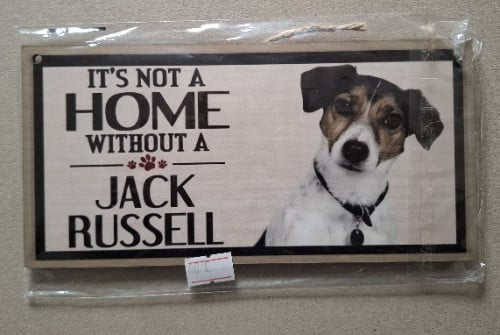 IT'S NOT A
HOME
WITHOUT A
JACK
RUSSELL